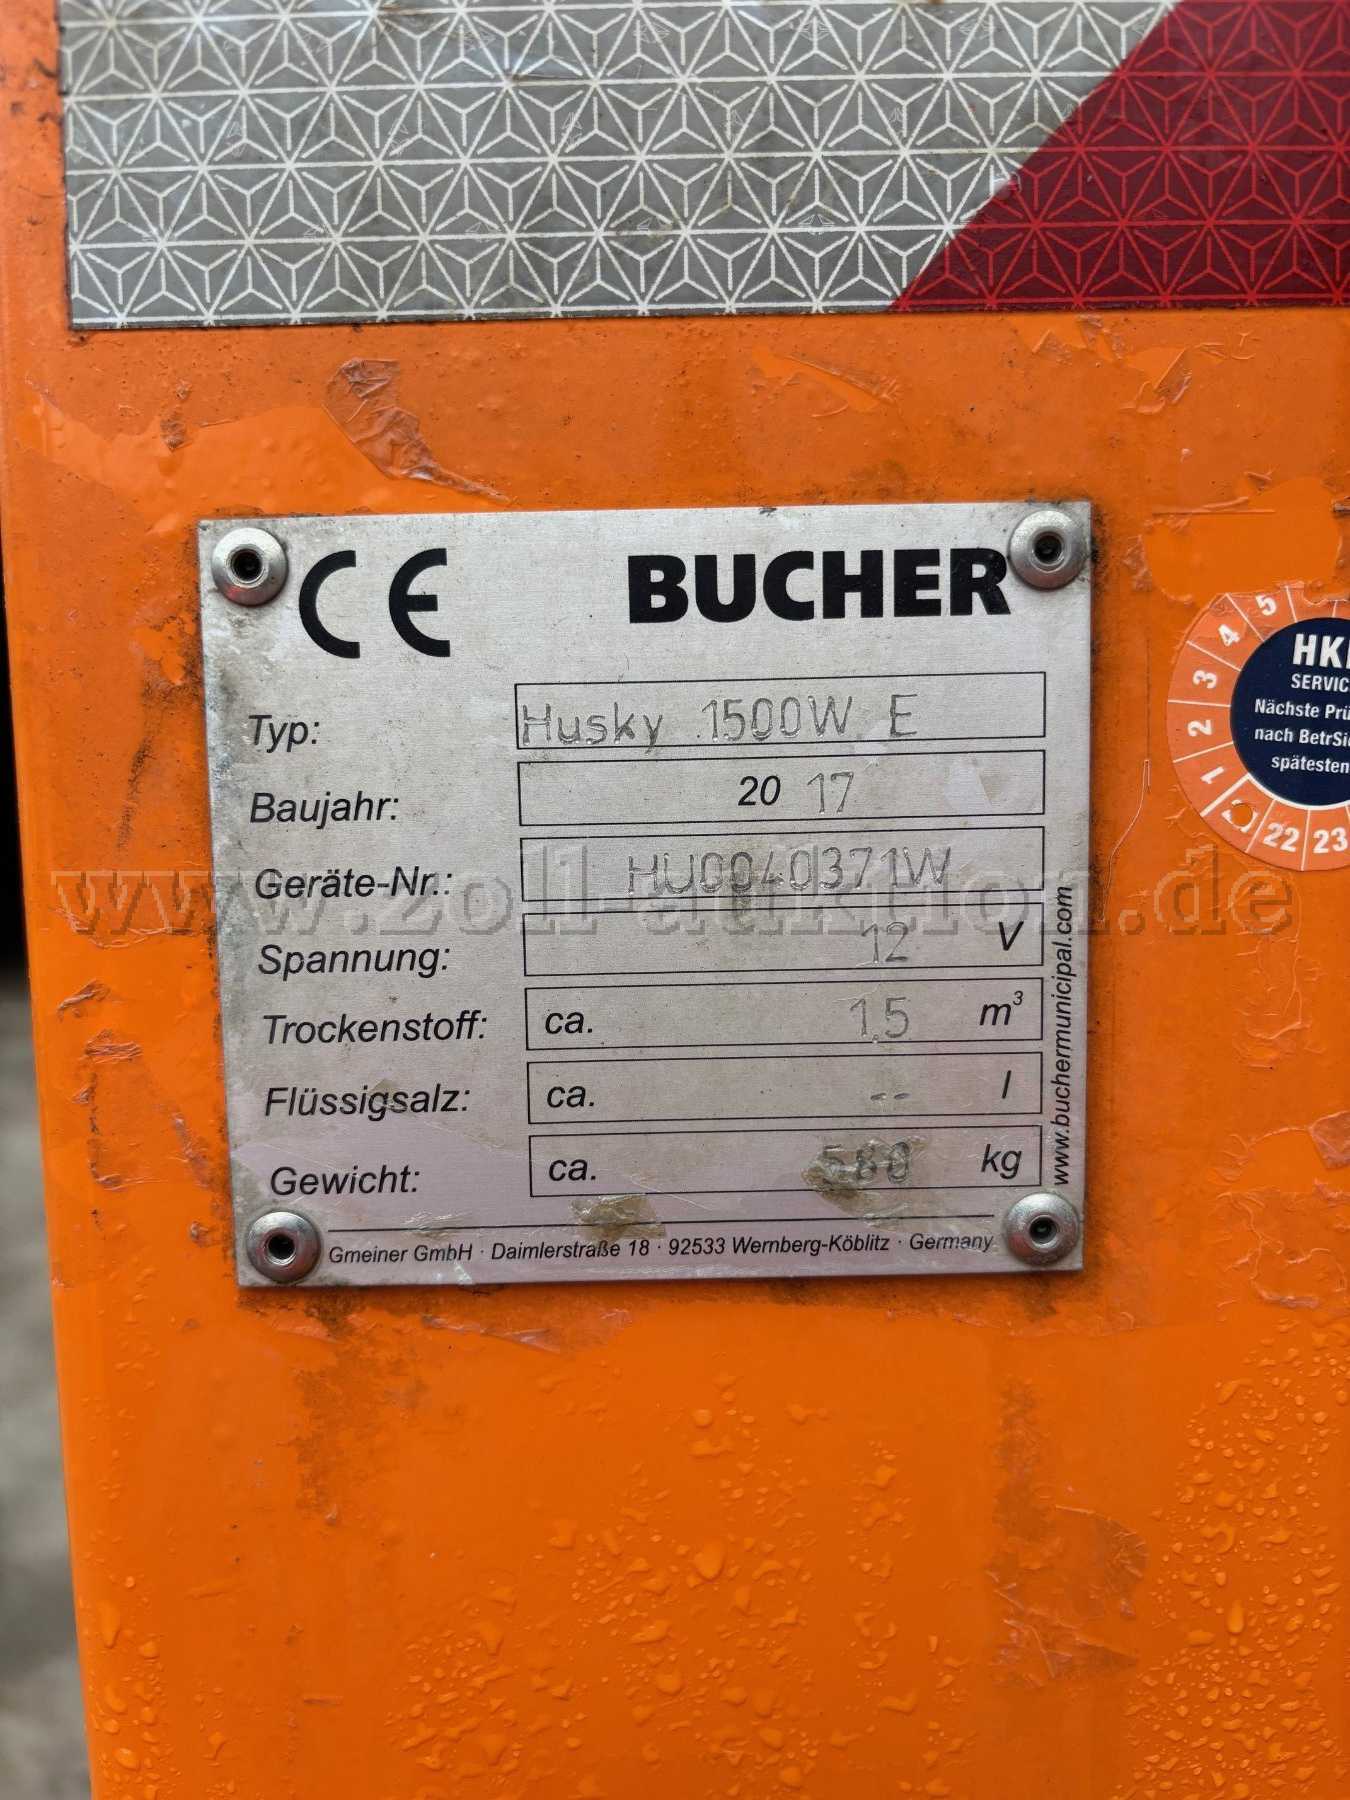 CE BUCHER
Typ: Husky 1500W E
Baujahr: 20 17
Geräte-Nr.: HU0040371W
Spannung: 12 V
Trockenstoff: ca. 1,5 m³
Flüssigsalz: ca. -- l
Gewicht: ca. 580 kg
Gmeiner GmbH · Daimlerstraße 18 · 92533 Wernberg-Köblitz · Germany
www.buchermunicipal.com
5
4
3
2
1
22 23
SERVIC
Nächste
nach BetrSi
spätesten
www.zoll-auktion.de